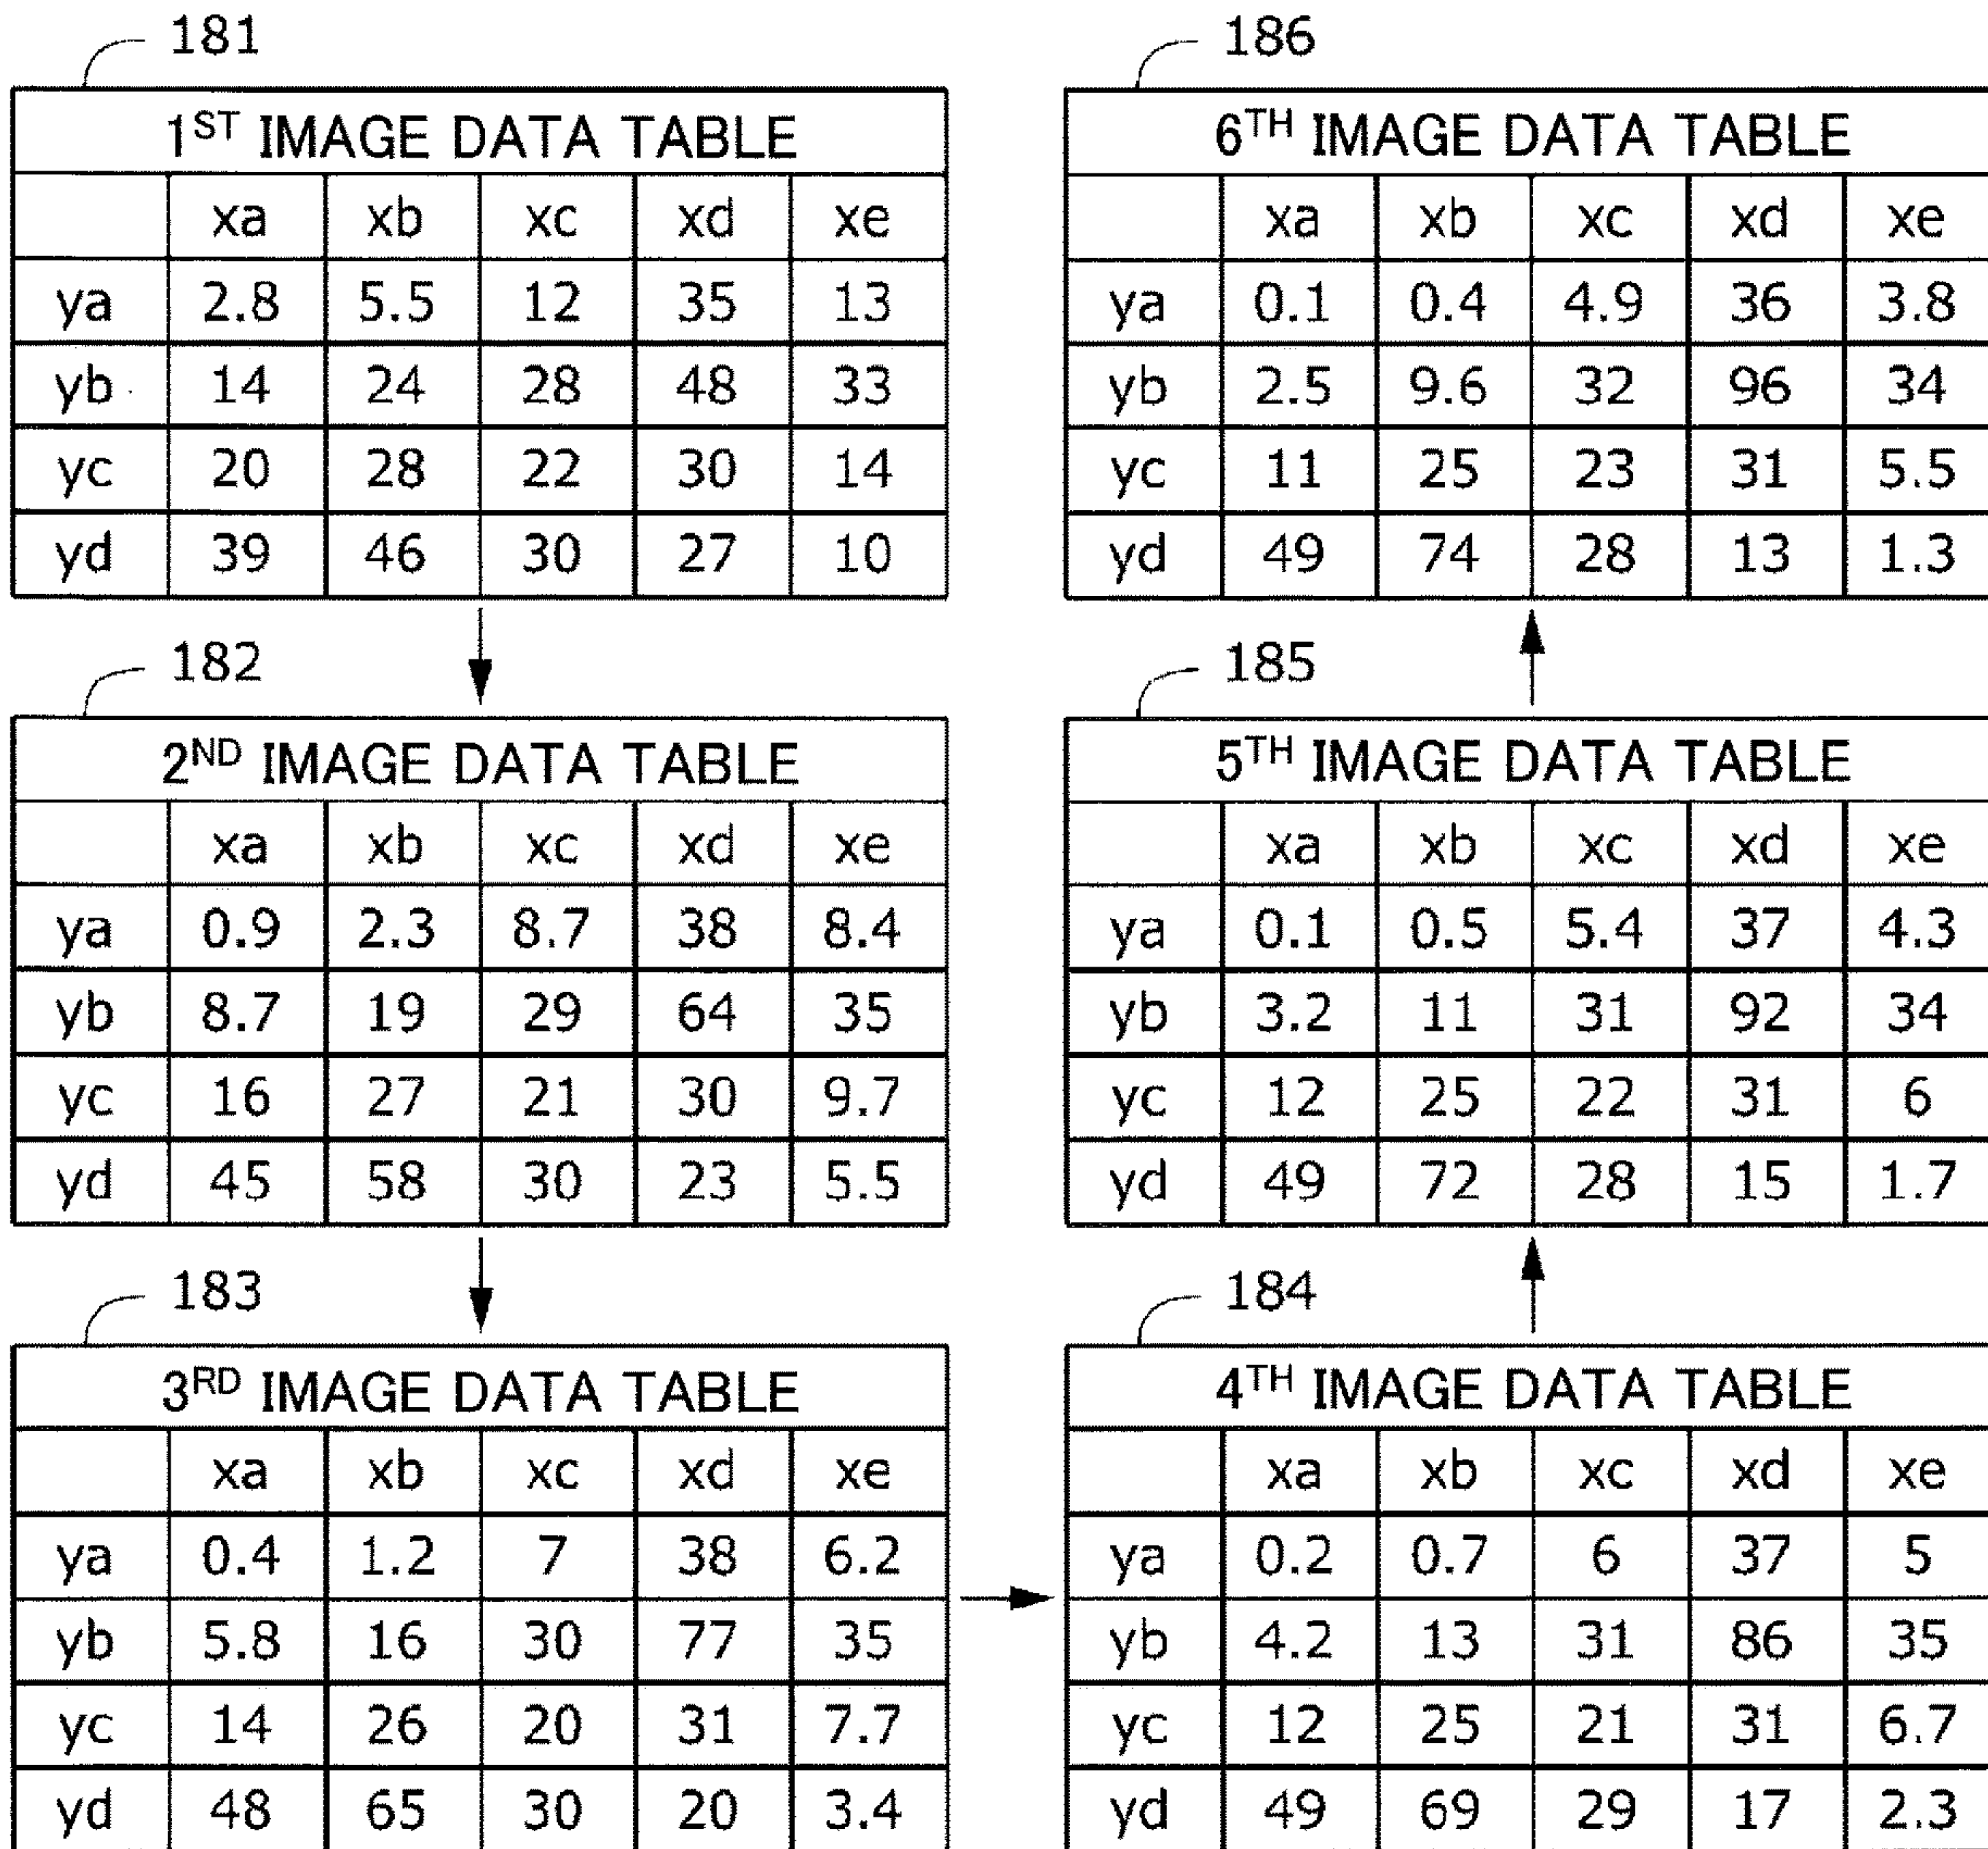 181
1ST IMAGE DATA TABLE
xa xb xc xd xe
ya 2.8 5.5 12 35 13
yb 14 24 28 48 33
yc 20 28 22 30 14
yd 39 46 30 27 10
182
2ND IMAGE DATA TABLE
xa xb xc xd xe
ya 0.9 2.3 8.7 38 8.4
yb 8.7 19 29 64 35
yc 16 27 21 30 9.7
yd 45 58 30 23 5.5
183
3RD IMAGE DATA TABLE
xa xb xc xd xe
ya 0.4 1.2 7 38 6.2
yb 5.8 16 30 77 35
yc 14 26 20 31 7.7
yd 48 65 30 20 3.4
184
4TH IMAGE DATA TABLE
xa xb xc xd xe
ya 0.2 0.7 6 37 5
yb 4.2 13 31 86 35
yc 12 25 21 31 6.7
yd 49 69 29 17 2.3
185
5TH IMAGE DATA TABLE
xa xb xc xd xe
ya 0.1 0.5 5.4 37 4.3
yb 3.2 11 31 92 34
yc 12 25 22 31 6
yd 49 72 28 15 1.7
186
6TH IMAGE DATA TABLE
xa xb xc xd xe
ya 0.1 0.4 4.9 36 3.8
yb 2.5 9.6 32 96 34
yc 11 25 23 31 5.5
yd 49 74 28 13 1.3